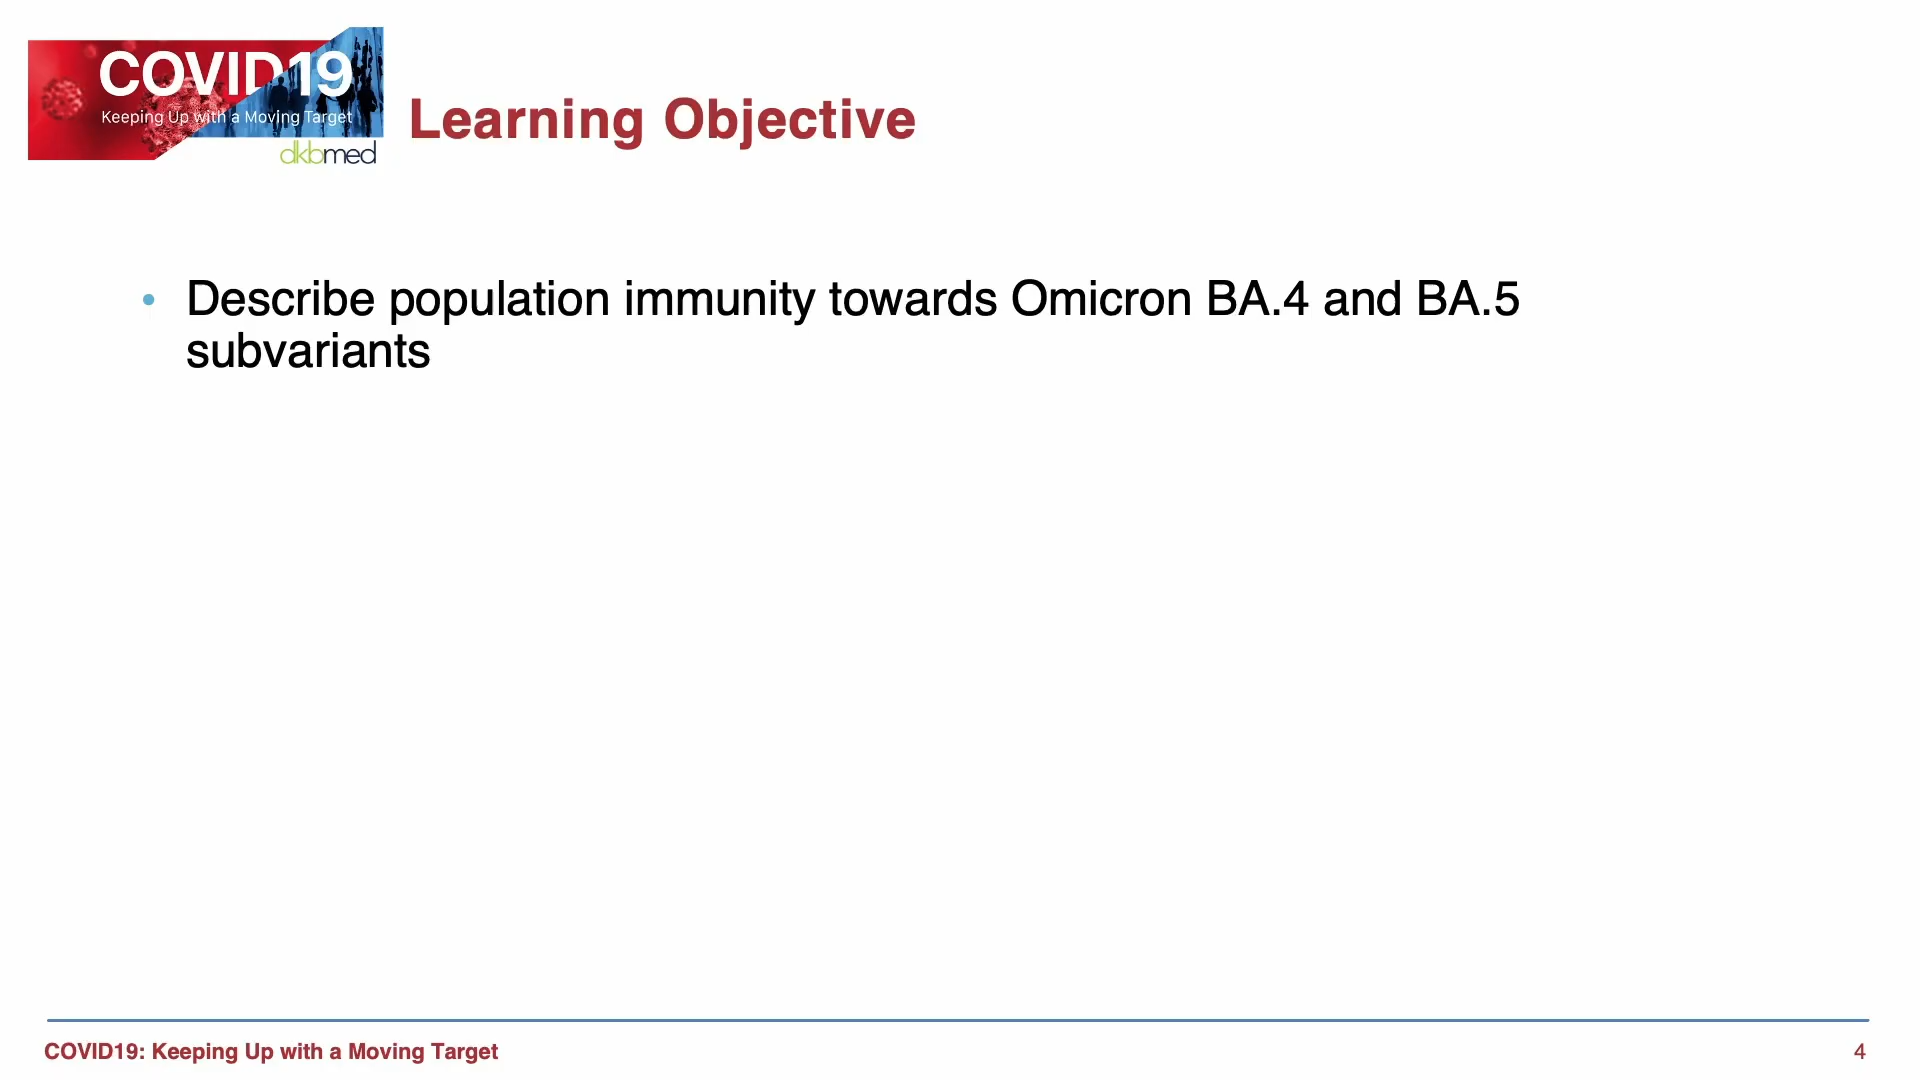 COVID19
Keeping Up with a Moving Target
dkbmed
Learning Objective
• Describe population immunity towards Omicron BA.4 and BA.5
subvariants
COVID19: Keeping Up with a Moving Target
4